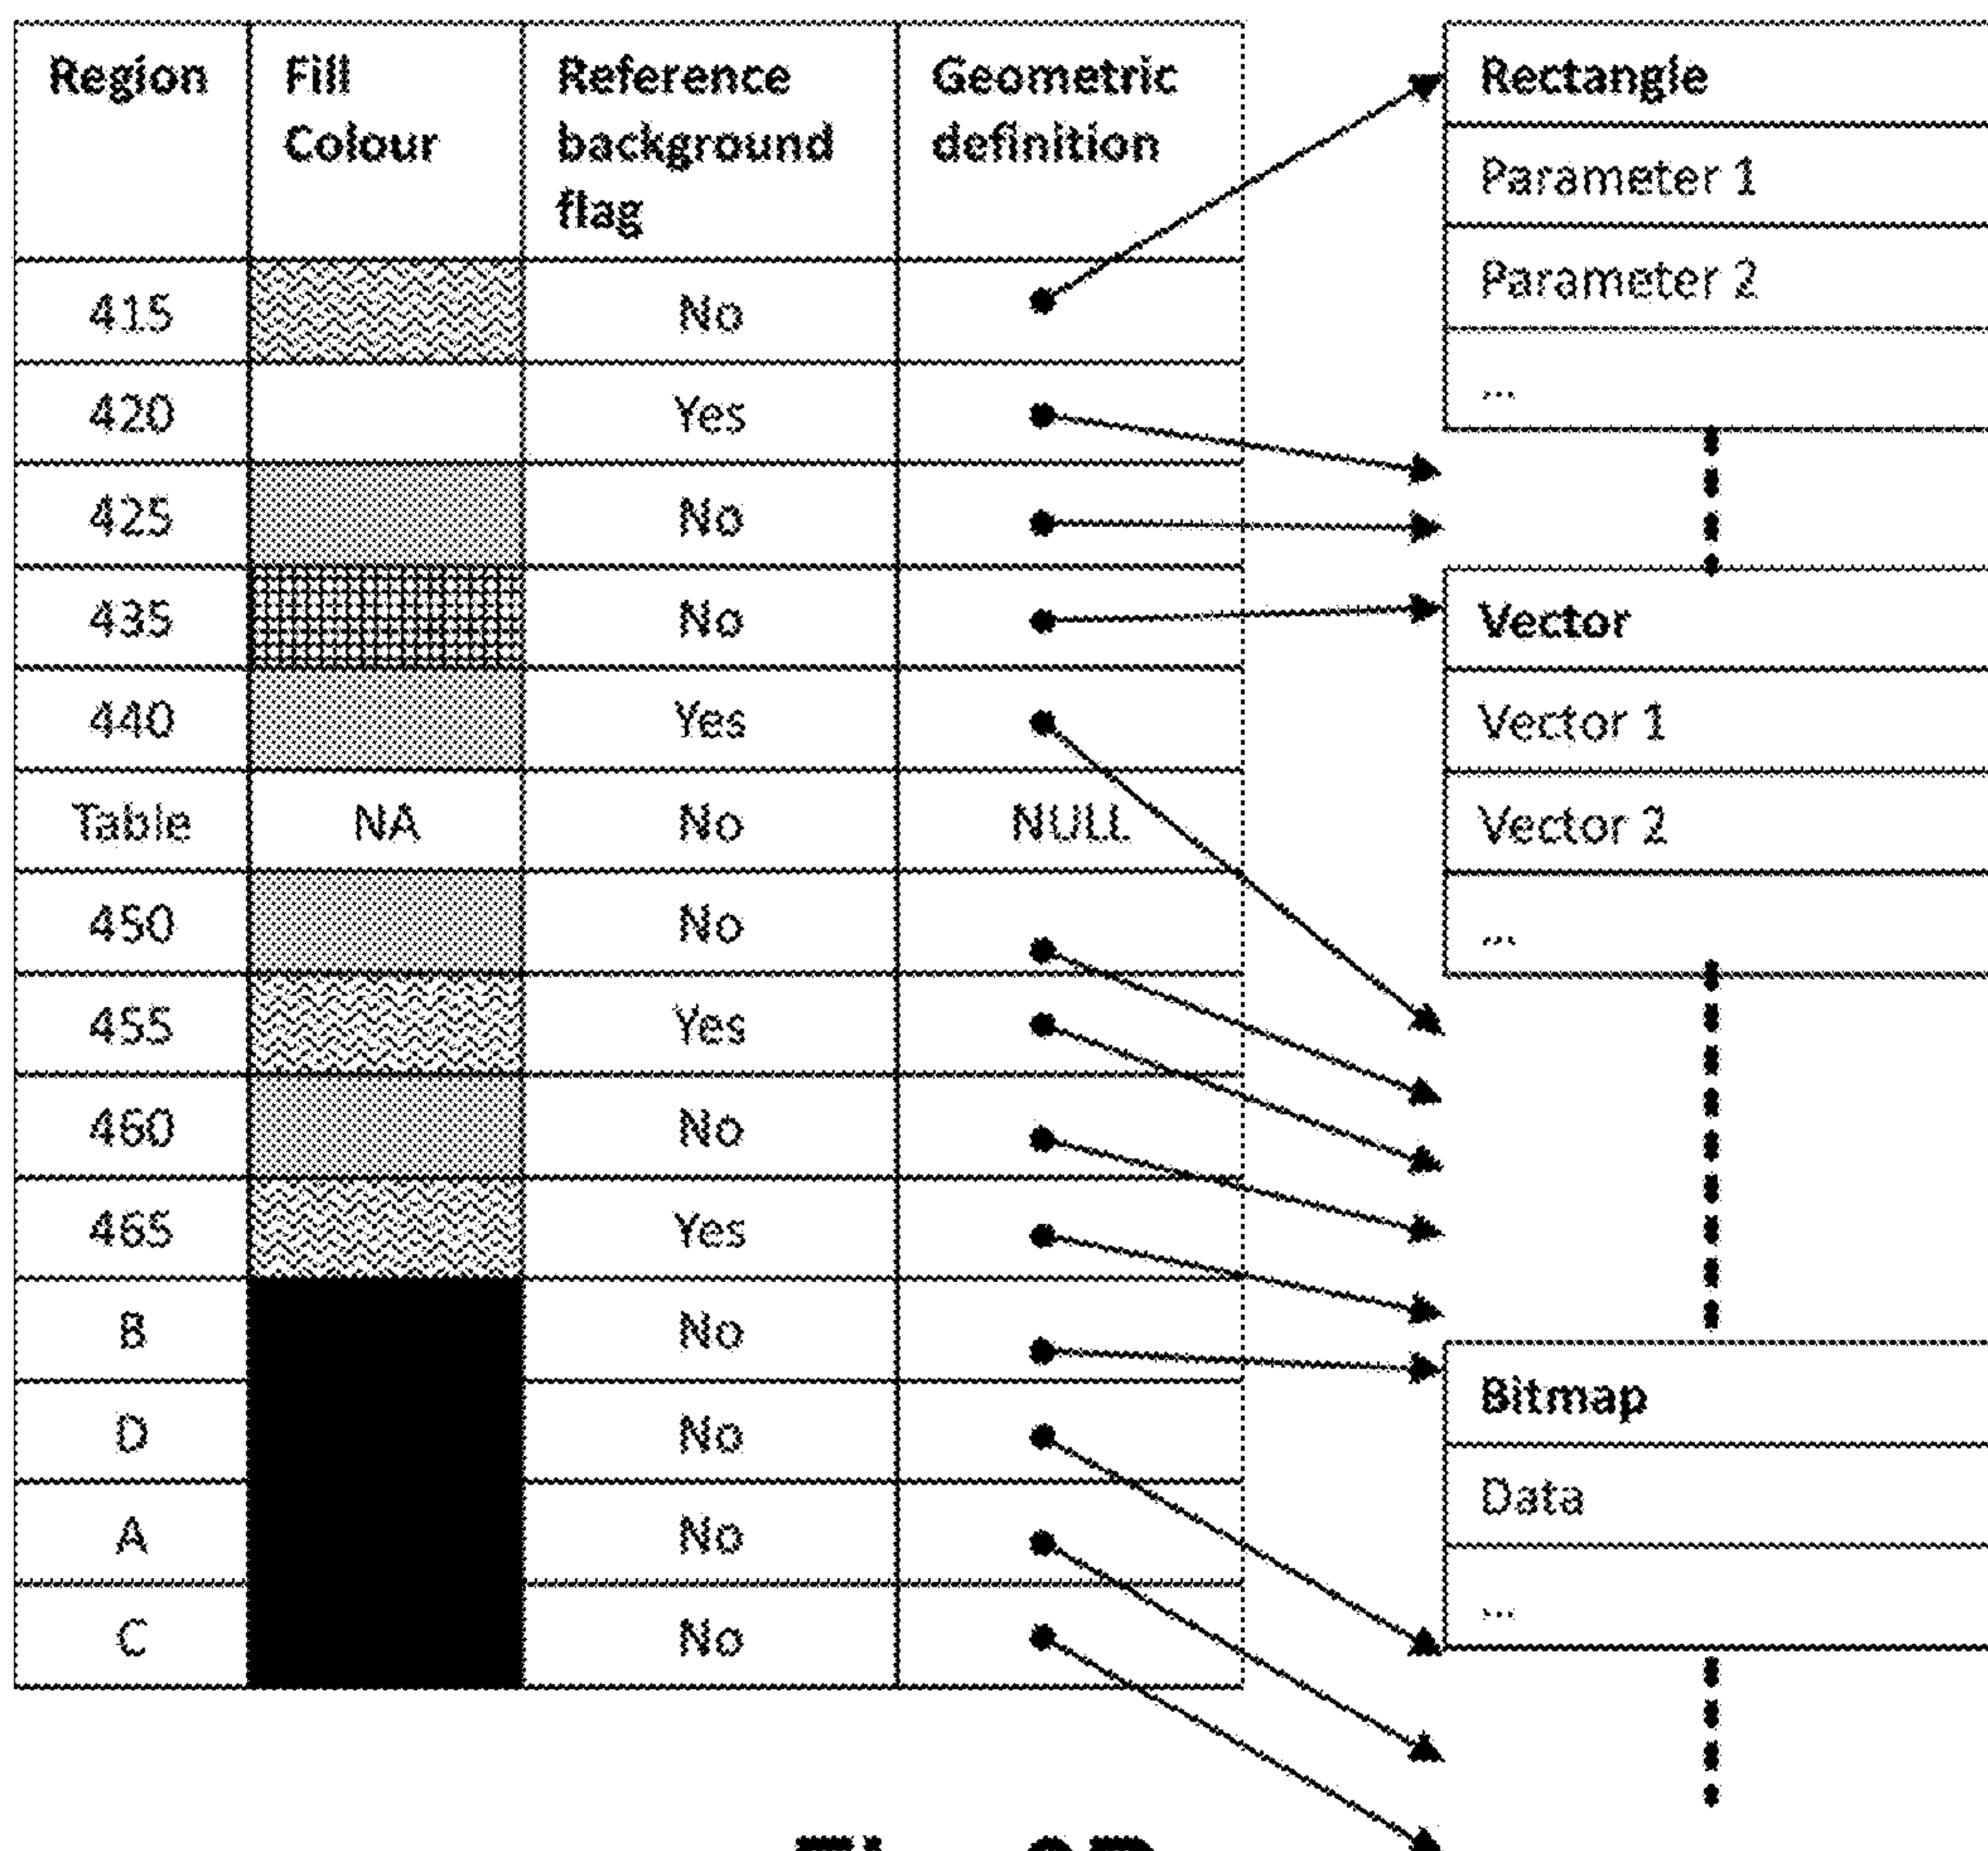 Region Fill Colour Reference background flag Geometric definition
415 No
420 Yes
425 No
435 No
440 Yes
Table NA No NULL
450 No
455 Yes
460 No
465 Yes
B No
D No
A No
C No
Rectangle
Parameter 1
Parameter 2
...
Vector
Vector 1
Vector 2
...
Bitmap
Data
...